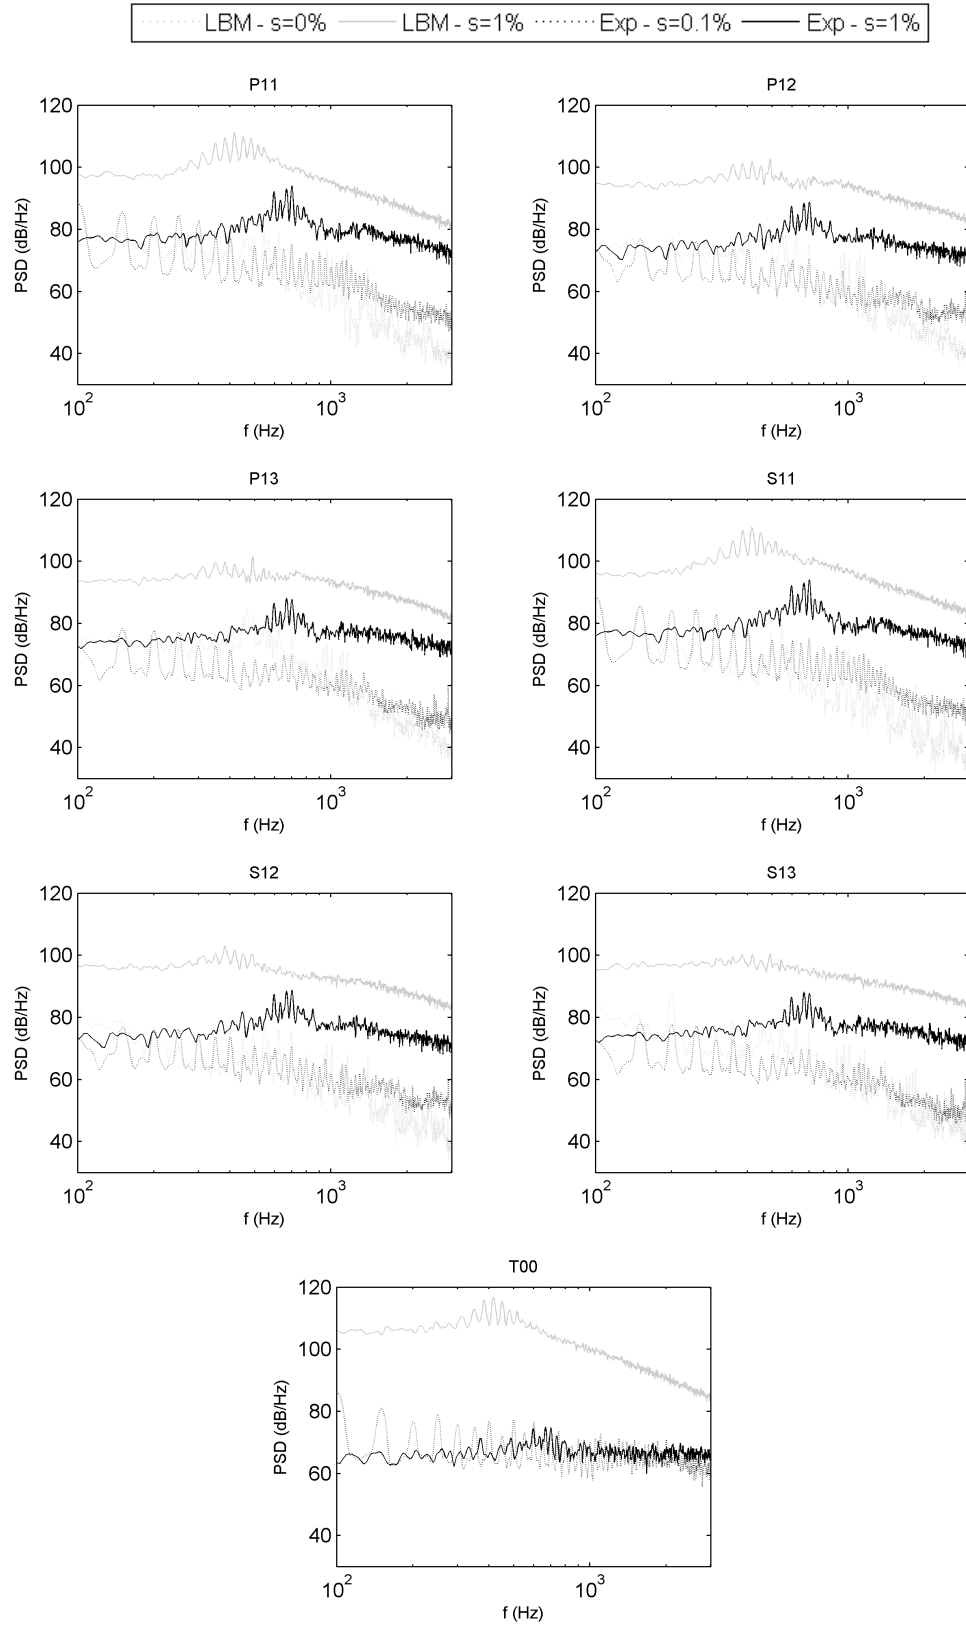 LBM - s=0% LBM - s=1% Exp - s=0.1% Exp - s=1%
P11
120
100
80
60
40
PSD (dB/Hz)
10² 10³
f (Hz)
P12
120
100
80
60
40
PSD (dB/Hz)
10² 10³
f (Hz)
P13
120
100
80
60
40
PSD (dB/Hz)
10² 10³
f (Hz)
S11
120
100
80
60
40
PSD (dB/Hz)
10² 10³
f (Hz)
S12
120
100
80
60
40
PSD (dB/Hz)
10² 10³
f (Hz)
S13
120
100
80
60
40
PSD (dB/Hz)
10² 10³
f (Hz)
T00
120
100
80
60
40
PSD (dB/Hz)
10² 10³
f (Hz)